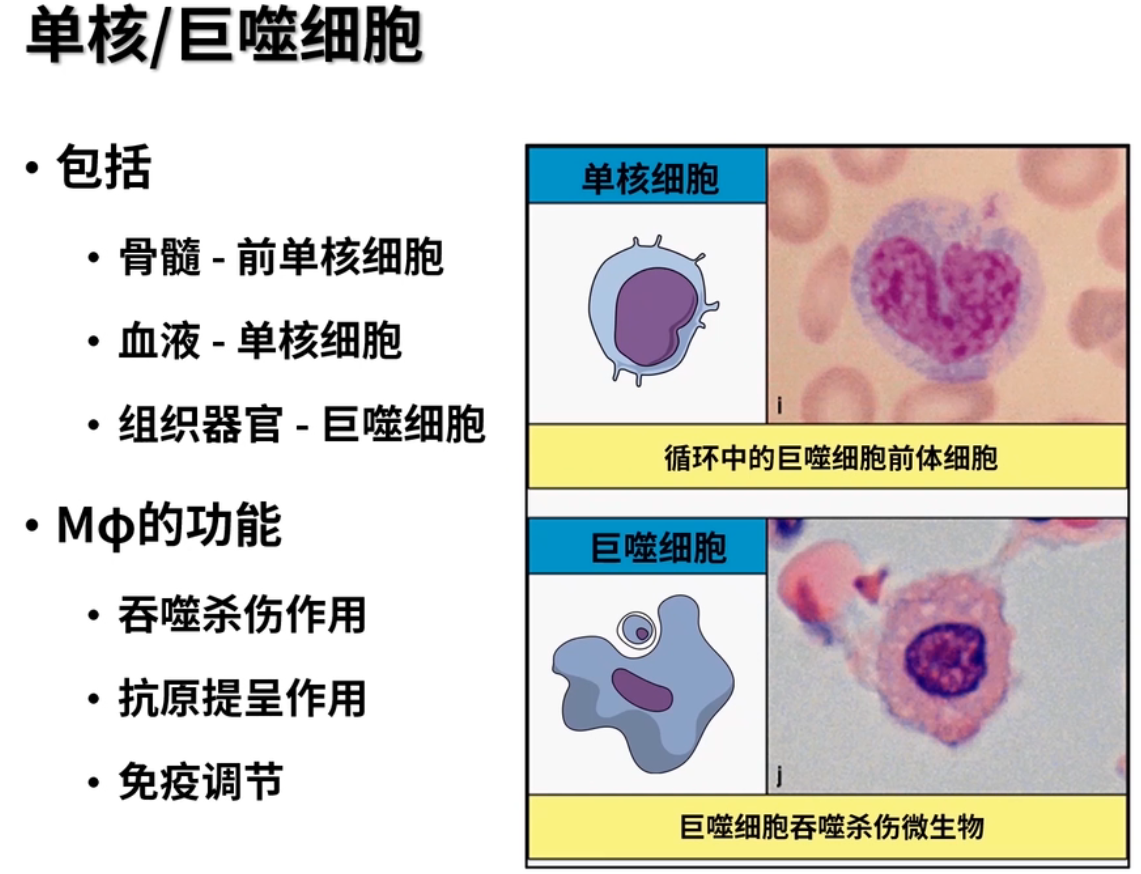 单核/巨噬细胞
• 包括
• 骨髓 - 前单核细胞
• 血液 - 单核细胞
• 组织器官 - 巨噬细胞
• Mφ的功能
• 吞噬杀伤作用
• 抗原提呈作用
• 免疫调节
单核细胞
i
循环中的巨噬细胞前体细胞
巨噬细胞
j
巨噬细胞吞噬杀伤微生物